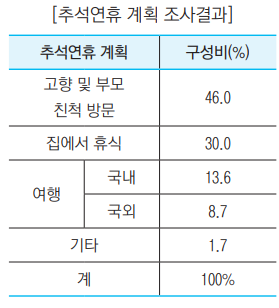 [추석연휴 계획 조사결과]
추석연휴 계획 구성비(%)
고향 및 부모
친척 방문 46.0
집에서 휴식 30.0
여행 국내 13.6
국외 8.7
기타 1.7
계 100%